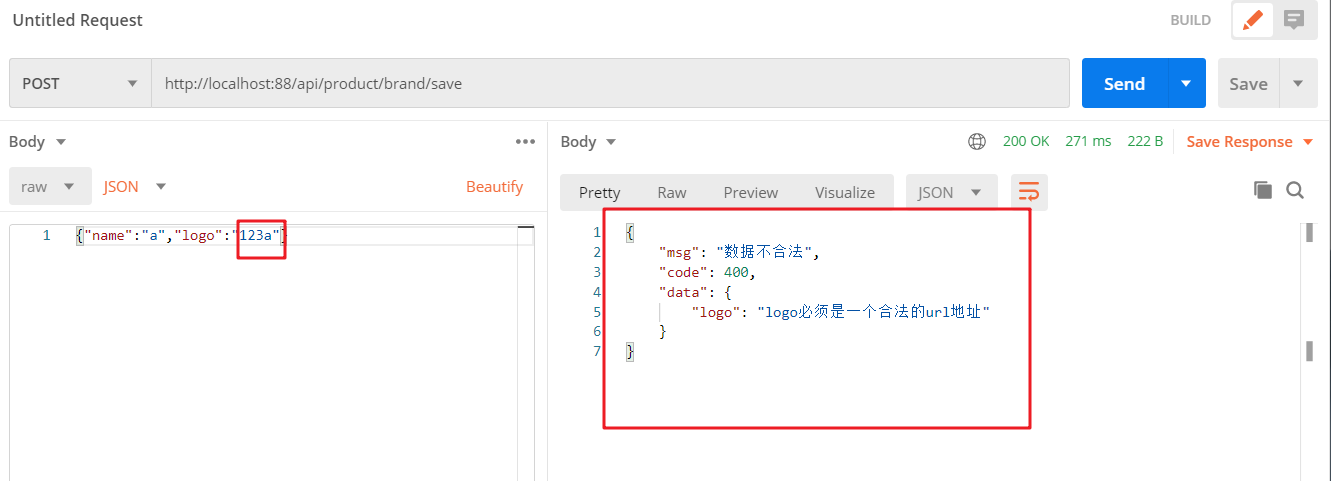 Untitled Request
BUILD
POST
http://localhost:88/api/product/brand/save
Send
Save
Body
Body
200 OK
271 ms
222 B
Save Response
raw
JSON
Beautify
Pretty
Raw
Preview
Visualize
JSON
1 {"name":"a","logo":"123a"}
1 {
2 "msg": "数据不合法",
3 "code": 400,
4 "data": {
5 "logo": "logo必须是一个合法的url地址"
6 }
7 }